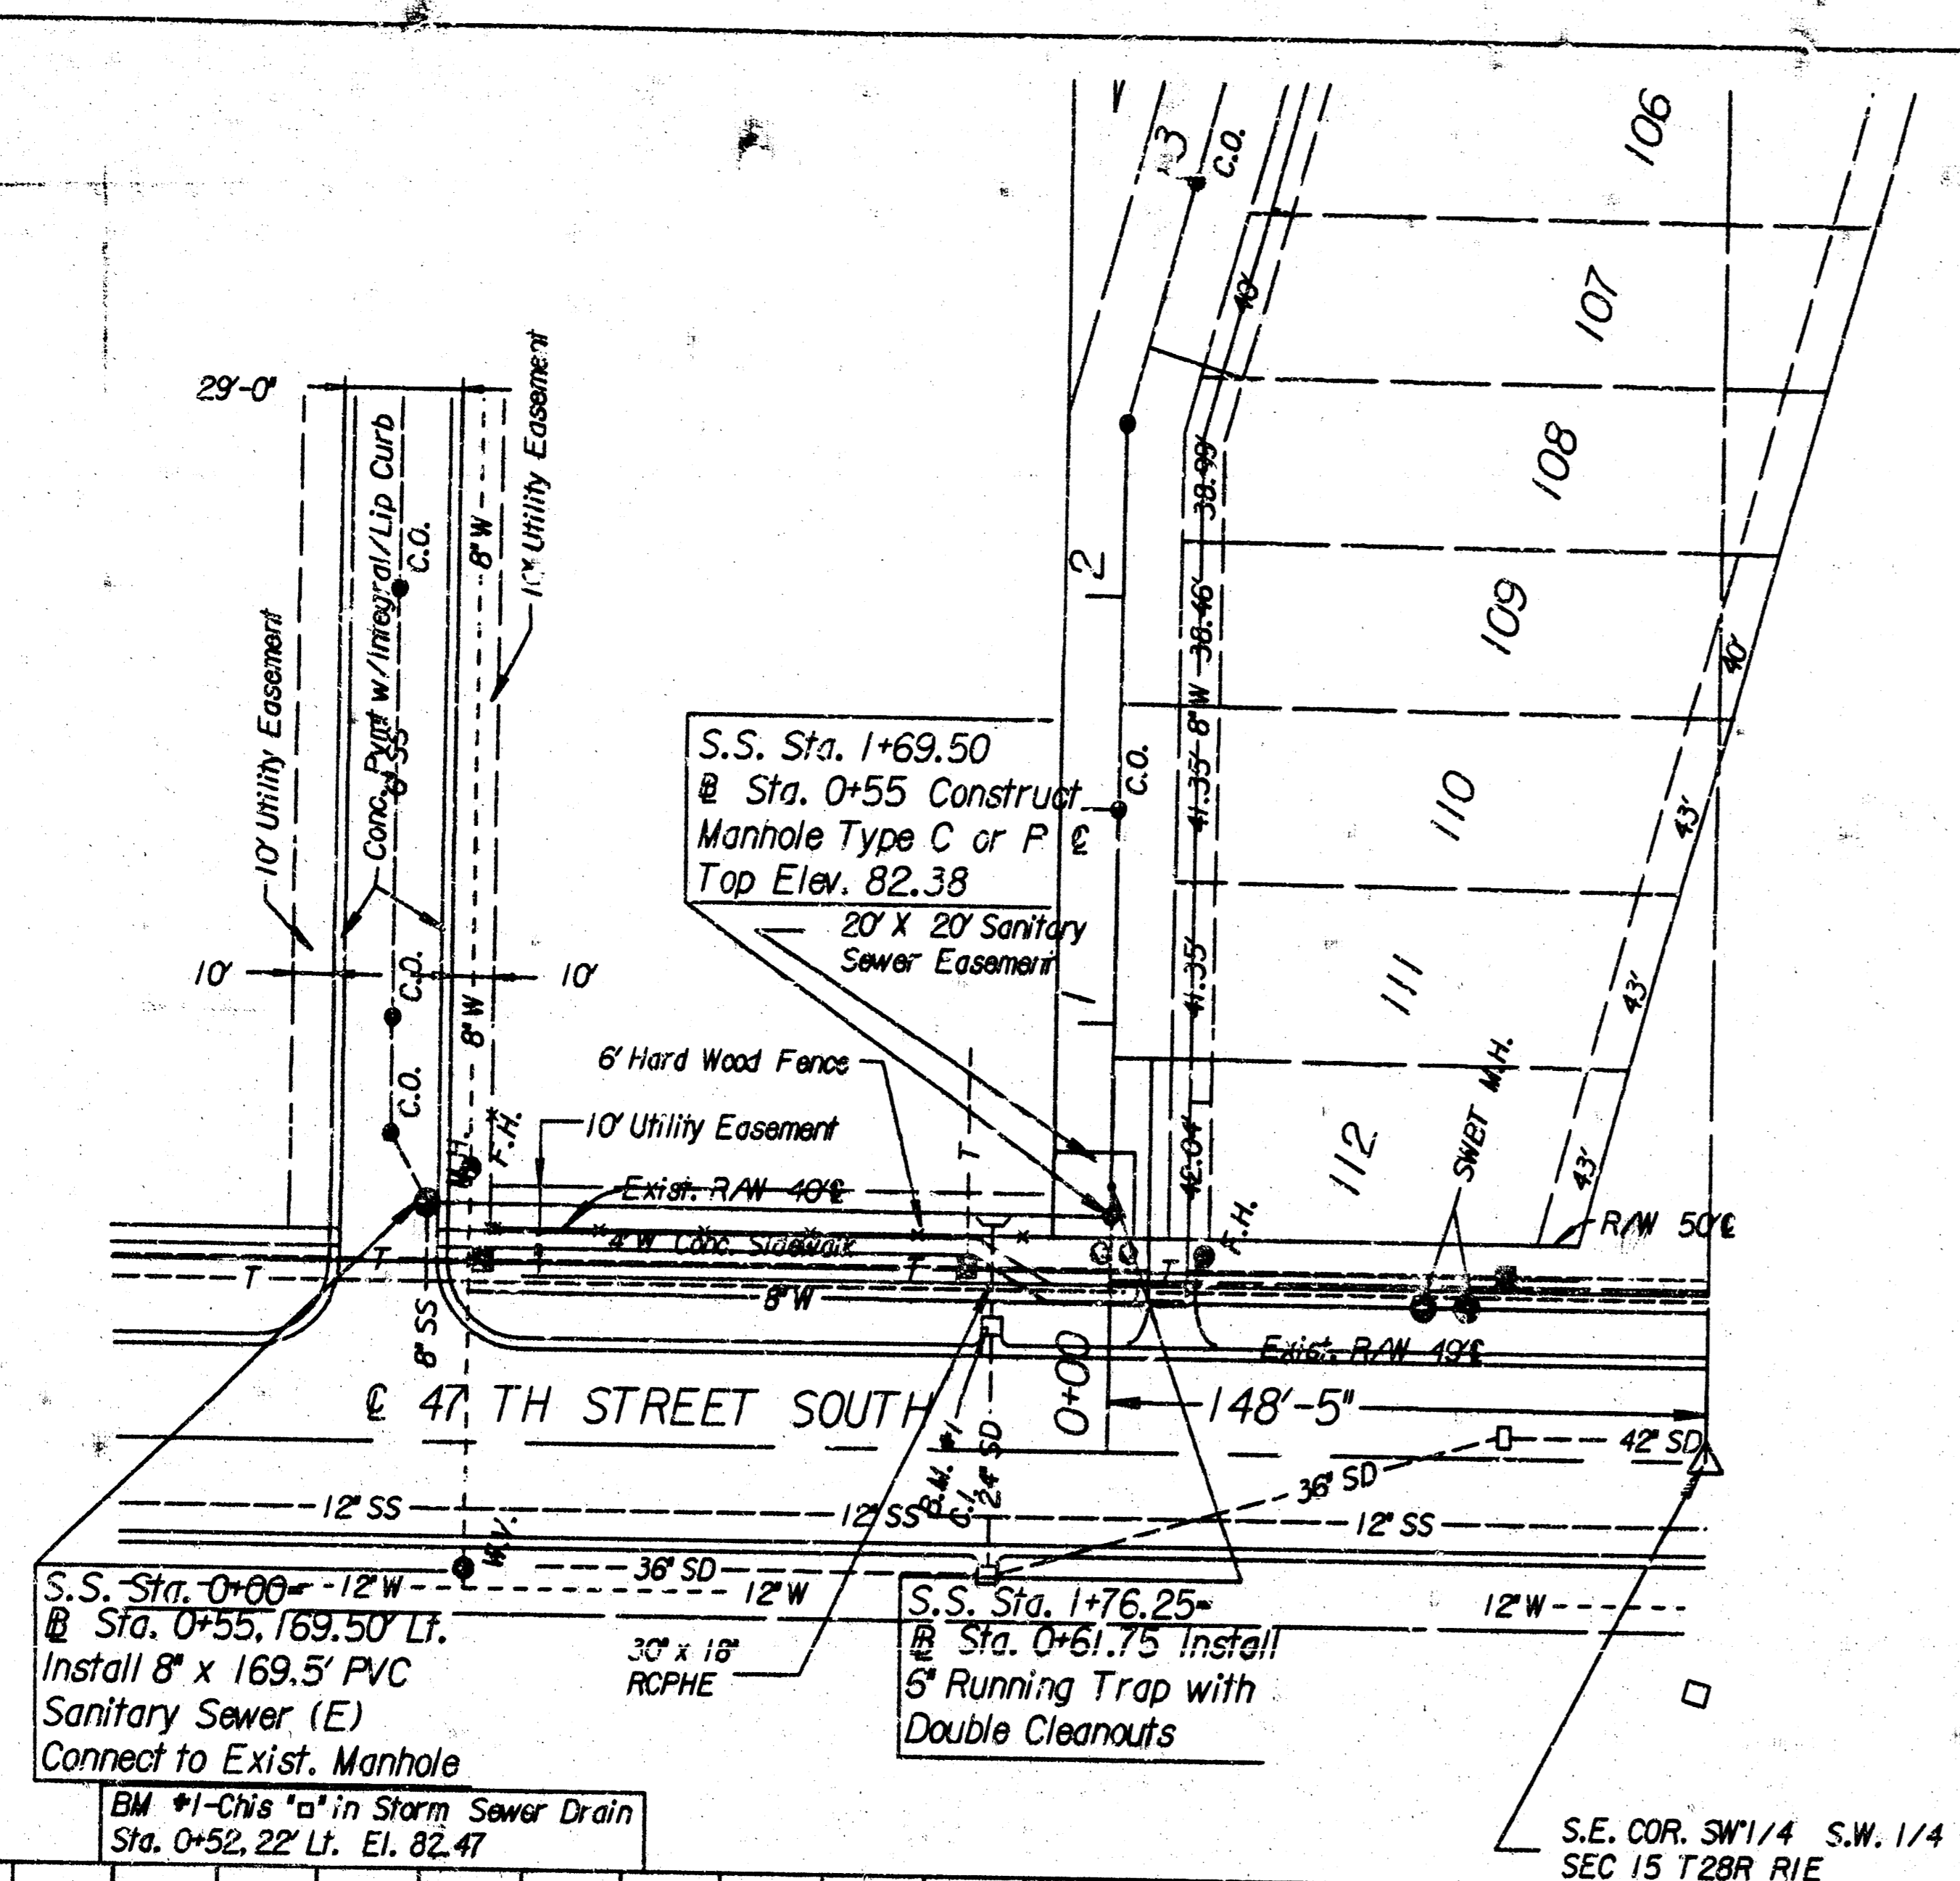 106
3
C.O.
107
40'
29'-0"
10' Utility Easement
Conc. Pvmt w/Integral/Lip Curb
C.O.
8" W
108
38.99'
2
109
38.46'
10' Utility Easement
6" SS
40'
S.S. Sta. 1+69.50
℄ Sta. 0+55 Construct
Manhole Type C or P ℄
Top Elev. 82.38
C.O.
8" W
41.35'
110
43'
20' X 20' Sanitary
Sewer Easement
10'
C.O.
10'
8" W
1
41.35'
111
43'
6' Hard Wood Fence
C.O.
F.H.
10' Utility Easement
T
SWBT M.H.
112
42.04'
43'
Exist. R/W 40'℄
R/W 50'℄
4' W Conc. Sidewalk
F.H.
T
T
T
T
8" W
8" SS
Exist. R/W 49'℄
℄ 47 TH STREET SOUTH
0+00
148'-5"
B.M. #1
C.I.
24" SD
42" SD
36" SD
12" SS
12" SS
12" SS
W.V.
36" SD
12" W
12" W
12" W
S.S. Sta. 0+00=
Sta. 0+55, 169.50' Lt.
Install 8" x 169.5' PVC
Sanitary Sewer (E)
Connect to Exist. Manhole
30" x 18"
RCPHE
S.S. Sta. 1+76.25=
Sta. 0+61.75 Install
6" Running Trap with
Double Cleanouts
BM #1-Chis "□" in Storm Sewer Drain
Sta. 0+52, 22' Lt. El. 82.47
S.E. COR. SW 1/4 S.W. 1/4
SEC 15 T28R R1E